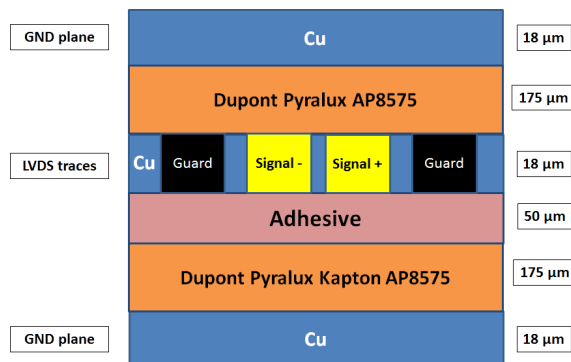 GND plane
Cu
18 µm
Dupont Pyralux AP8575
175 µm
LVDS traces
Cu
Guard
Signal -
Signal +
Guard
18 µm
Adhesive
50 µm
Dupont Pyralux Kapton AP8575
175 µm
GND plane
Cu
18 µm